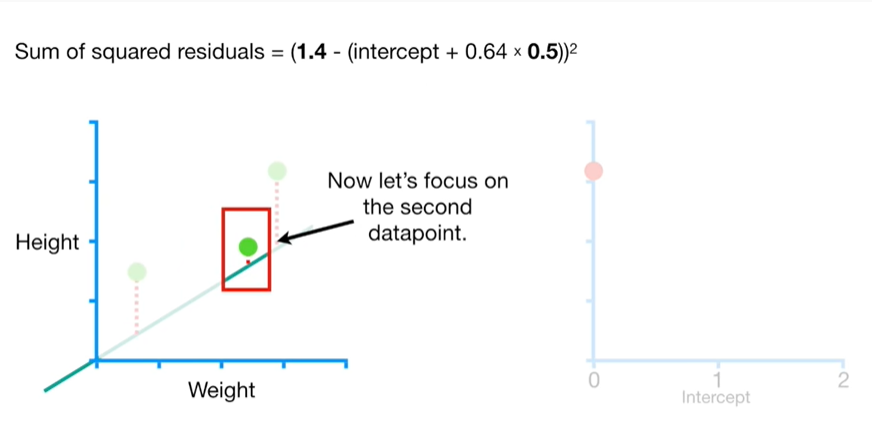 Sum of squared residuals = (1.4 - (intercept + 0.64 × 0.5))²
Now let's focus on
the second
datapoint.
Height
Weight
0
1
2
Intercept